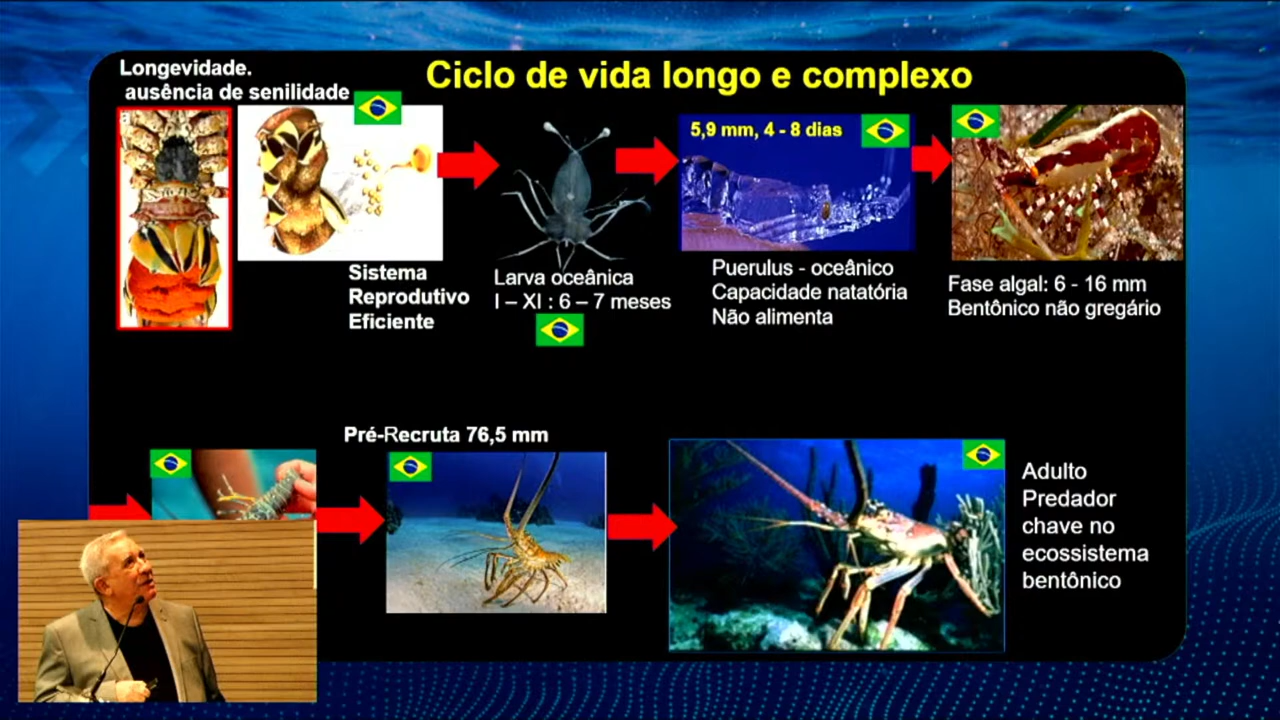 Longevidade.
ausência de senilidade
Ciclo de vida longo e complexo
5,9 mm, 4 - 8 dias
Sistema
Reprodutivo
Eficiente
Larva oceânica
I – XI : 6 – 7 meses
Puerulus - oceânico
Capacidade natatória
Não alimenta
Fase algal: 6 - 16 mm
Bentônico não gregário
Pré-Recruta 76,5 mm
Adulto
Predador
chave no
ecossistema
bentônico